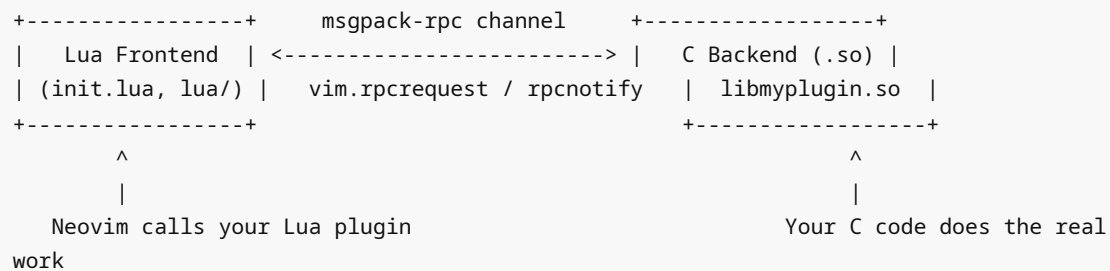 +-----------------+     msgpack-rpc channel     +------------------+
|   Lua Frontend  | <-------------------------> |   C Backend (.so) |
| (init.lua, lua/) |   vim.rpcrequest / rpcnotify   |  libmyplugin.so  |
+-----------------+                                 +------------------+
        ^                                                        ^
        |                                                        |
   Neovim calls your Lua plugin                             Your C code does the real
work